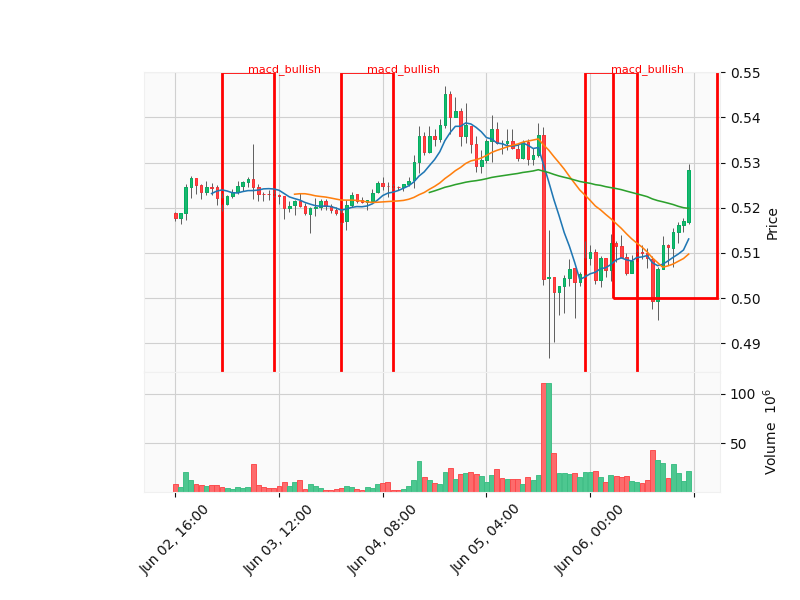 macd_bullish macd_bullish macd_bullish
0.55
0.54
0.53
0.52
0.51
0.50
0.49
Price
100
50
Volume 10^6
Jun 02, 16:00
Jun 03, 12:00
Jun 04, 08:00
Jun 05, 04:00
Jun 06, 00:00